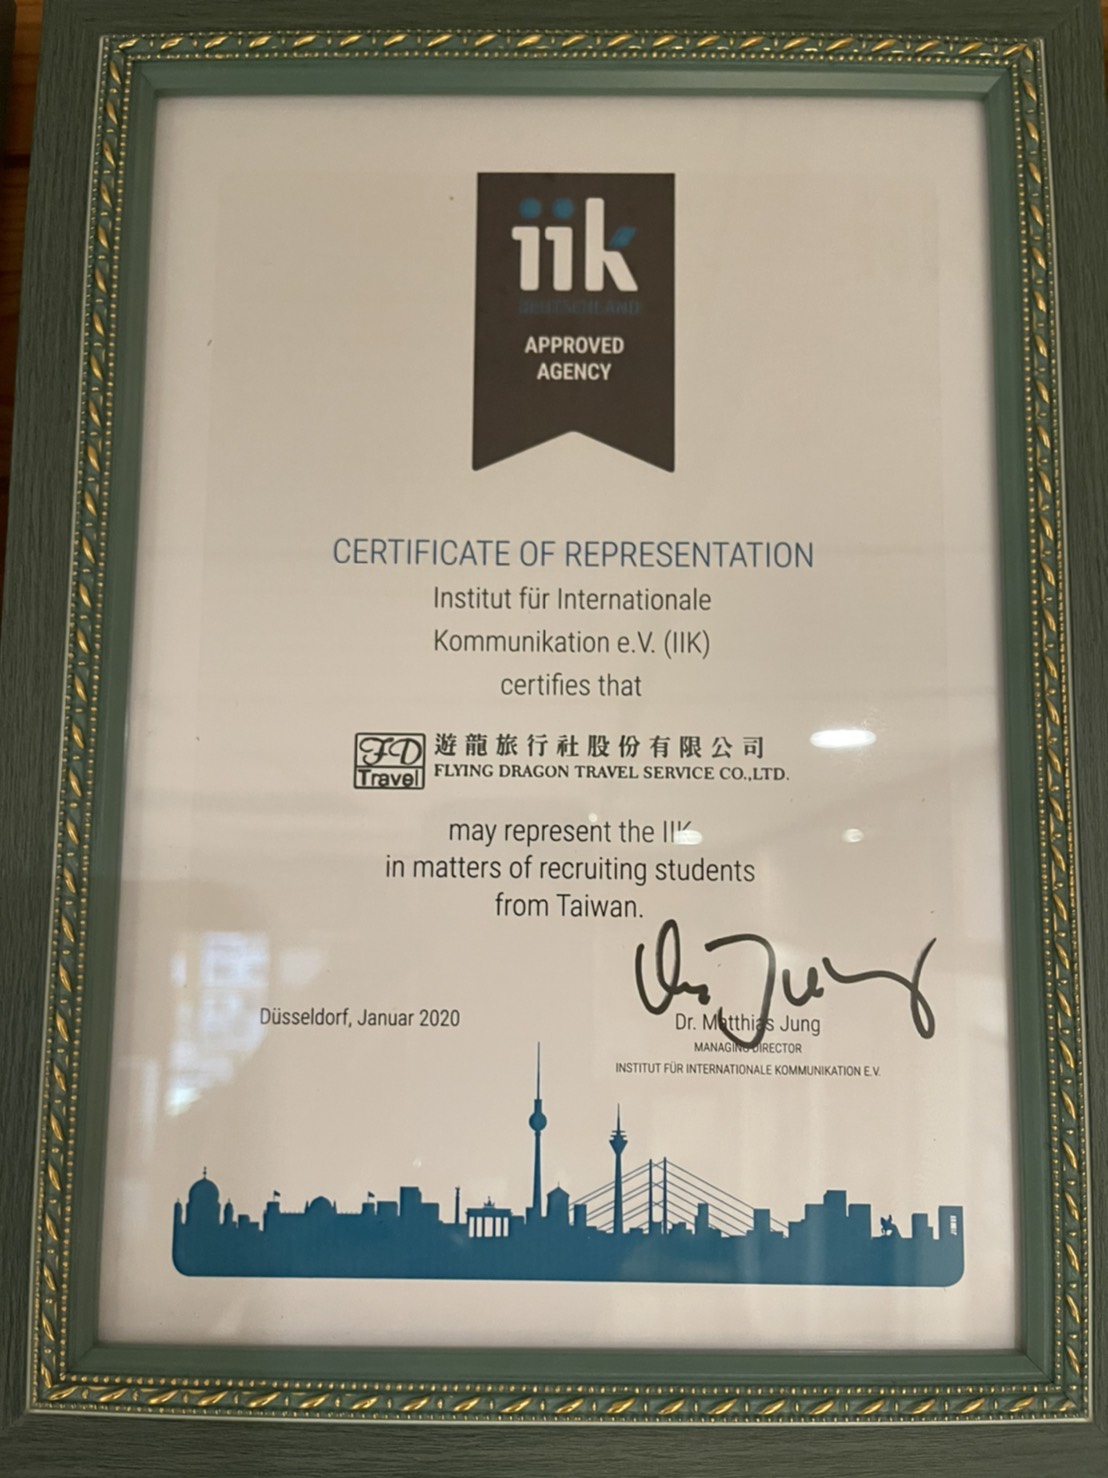 iik
DEUTSCHLAND
APPROVED
AGENCY
CERTIFICATE OF REPRESENTATION
Institut für Internationale
Kommunikation e.V. (IIK)
certifies that
FD 遊龍旅行社股份有限公司
Travel FLYING DRAGON TRAVEL SERVICE CO.,LTD.
may represent the IIK
in matters of recruiting students
from Taiwan.
Düsseldorf, Januar 2020
Dr. Matthias Jung
MANAGING DIRECTOR
INSTITUT FÜR INTERNATIONALE KOMMUNIKATION E.V.